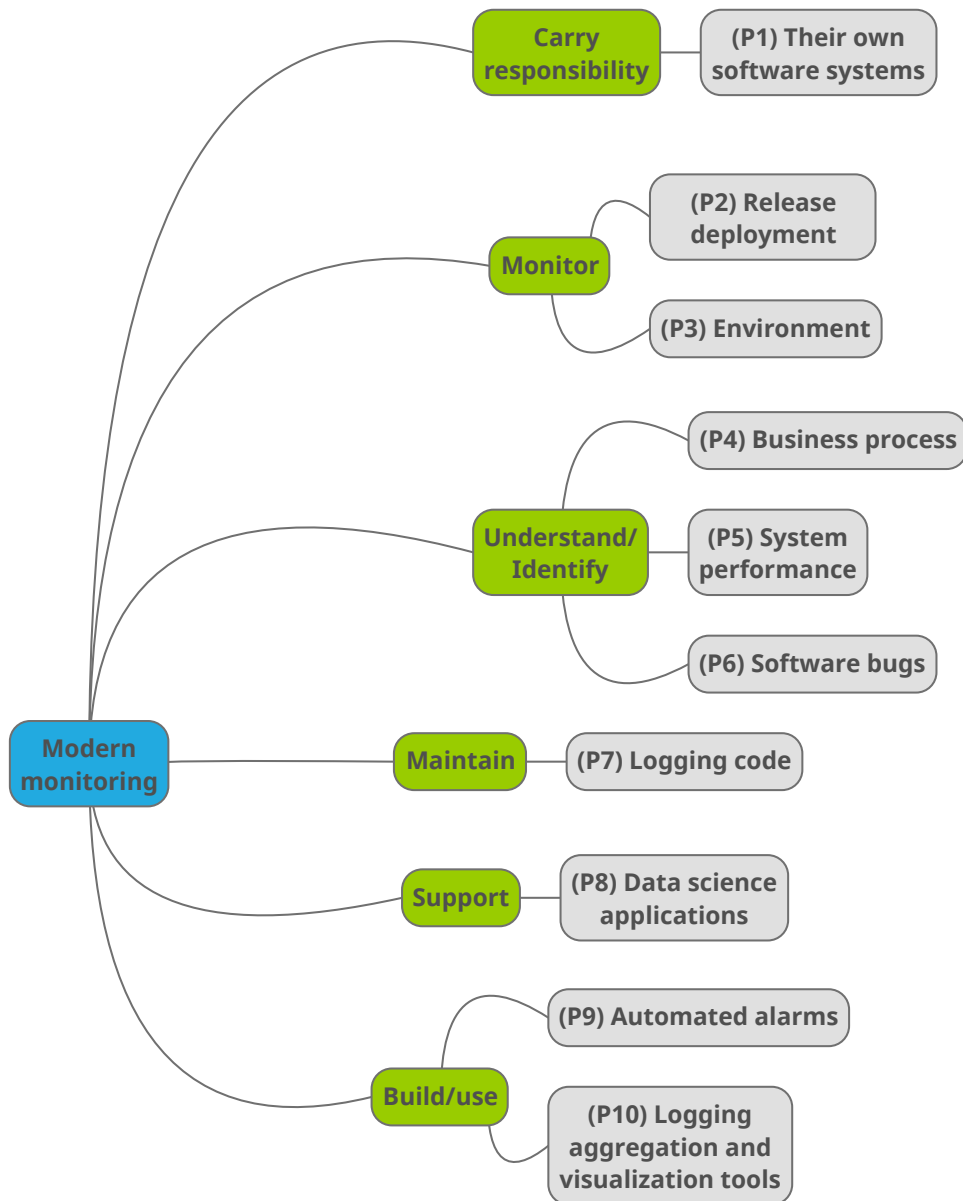 Carry
responsibility
(P1) Their own
software systems
(P2) Release
deployment
Monitor
(P3) Environment
(P4) Business process
Understand/
Identify
(P5) System
performance
(P6) Software bugs
Modern
monitoring
Maintain
(P7) Logging code
Support
(P8) Data science
applications
(P9) Automated alarms
Build/use
(P10) Logging
aggregation and
visualization tools